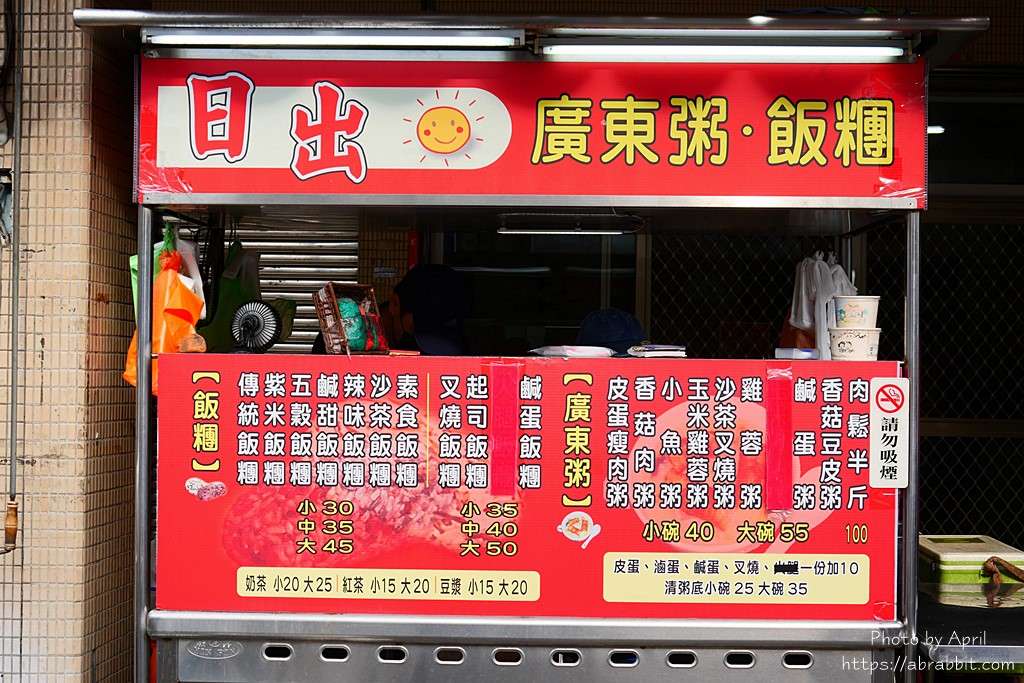 日出 廣東粥·飯糰
【飯糰】
傳統飯糰
紫米飯糰
五穀飯糰
鹹甜飯糰
辣味飯糰
沙茶飯糰
素食飯糰
小 30
中 35
大 45
叉燒飯糰
起司飯糰
鹹蛋飯糰
小 35
中 40
大 50
奶茶 小20 大25 | 紅茶 小15 大20 | 豆漿 小15 大20
【廣東粥】
皮蛋瘦肉粥
香菇肉粥
小魚粥
玉米雞蓉粥
沙茶叉燒粥
雞蓉粥
鹹蛋粥
香菇豆皮粥
小碗 40 大碗 55
肉鬆半斤
100
皮蛋、滷蛋、鹹蛋、叉燒、一份加10
清粥底小碗 25 大碗 35
請勿吸煙
Photo by April
https://abrabbit.com